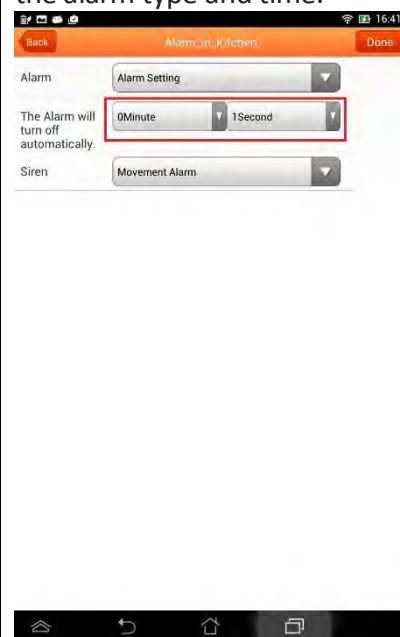 the alarm type and time.
16:41
Back Alarm_in_Kitchen Done
Alarm Alarm Setting
The Alarm will
turn off
automatically.
0Minute 1Second
Siren Movement Alarm